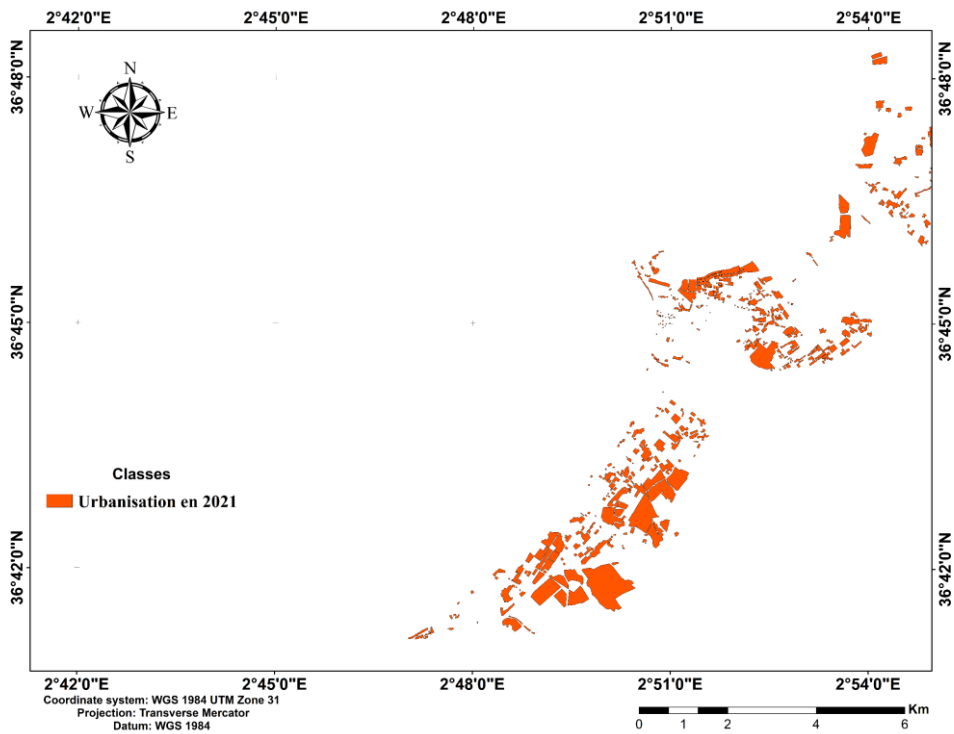 2°42'0"E 2°45'0"E 2°48'0"E 2°51'0"E 2°54'0"E
36°48'0"N 36°48'0"N
N
W E
S
36°45'0"N 36°45'0"N
Classes
Urbanisation en 2021
36°42'0"N 36°42'0"N
2°42'0"E 2°45'0"E 2°48'0"E 2°51'0"E 2°54'0"E
Coordinate system: WGS 1984 UTM Zone 31
Projection: Transverse Mercator
Datum: WGS 1984
Km
0 1 2 4 6